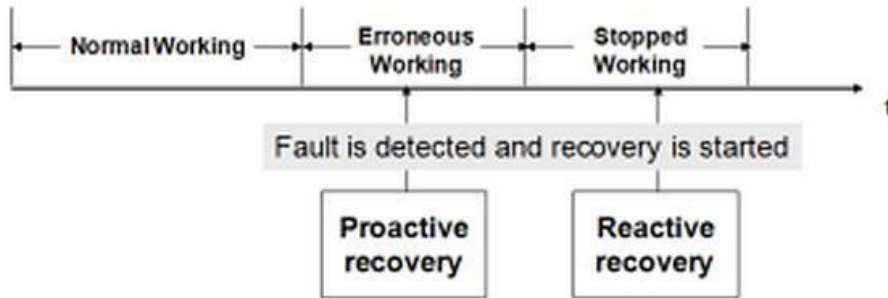 Normal Working
Erroneous
Working
Stopped
Working
t
Fault is detected and recovery is started
Proactive
recovery
Reactive
recovery